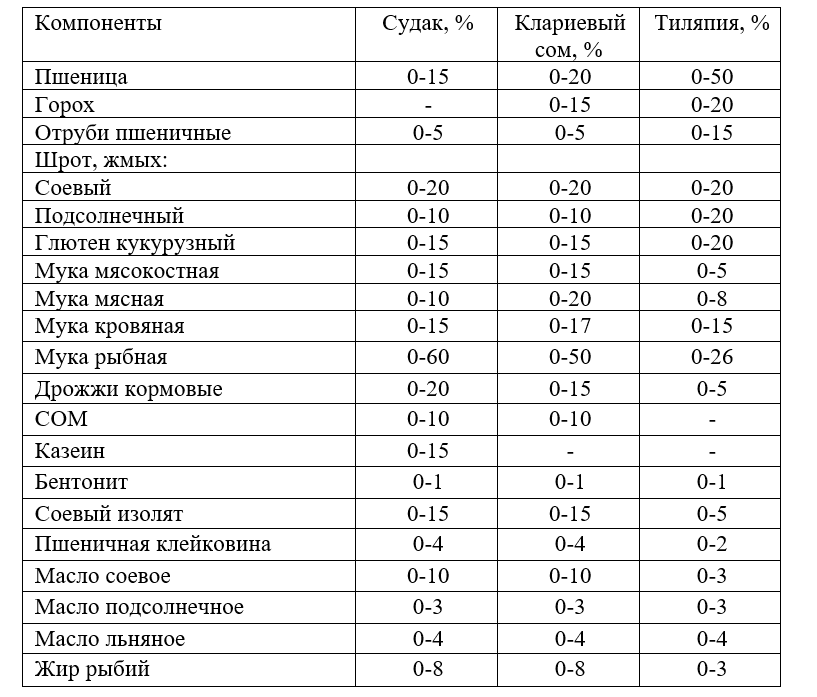 Компоненты Судак, % Клариевый сом, % Тиляпия, %
Пшеница 0-15 0-20 0-50
Горох - 0-15 0-20
Отруби пшеничные 0-5 0-5 0-15
Шрот, жмых:
Соевый 0-20 0-20 0-20
Подсолнечный 0-10 0-10 0-20
Глютен кукурузный 0-15 0-15 0-20
Мука мясокостная 0-15 0-15 0-5
Мука мясная 0-10 0-20 0-8
Мука кровяная 0-15 0-17 0-15
Мука рыбная 0-60 0-50 0-26
Дрожжи кормовые 0-20 0-15 0-5
СОМ 0-10 0-10 -
Казеин 0-15 - -
Бентонит 0-1 0-1 0-1
Соевый изолят 0-15 0-15 0-5
Пшеничная клейковина 0-4 0-4 0-2
Масло соевое 0-10 0-10 0-3
Масло подсолнечное 0-3 0-3 0-3
Масло льняное 0-4 0-4 0-4
Жир рыбий 0-8 0-8 0-3